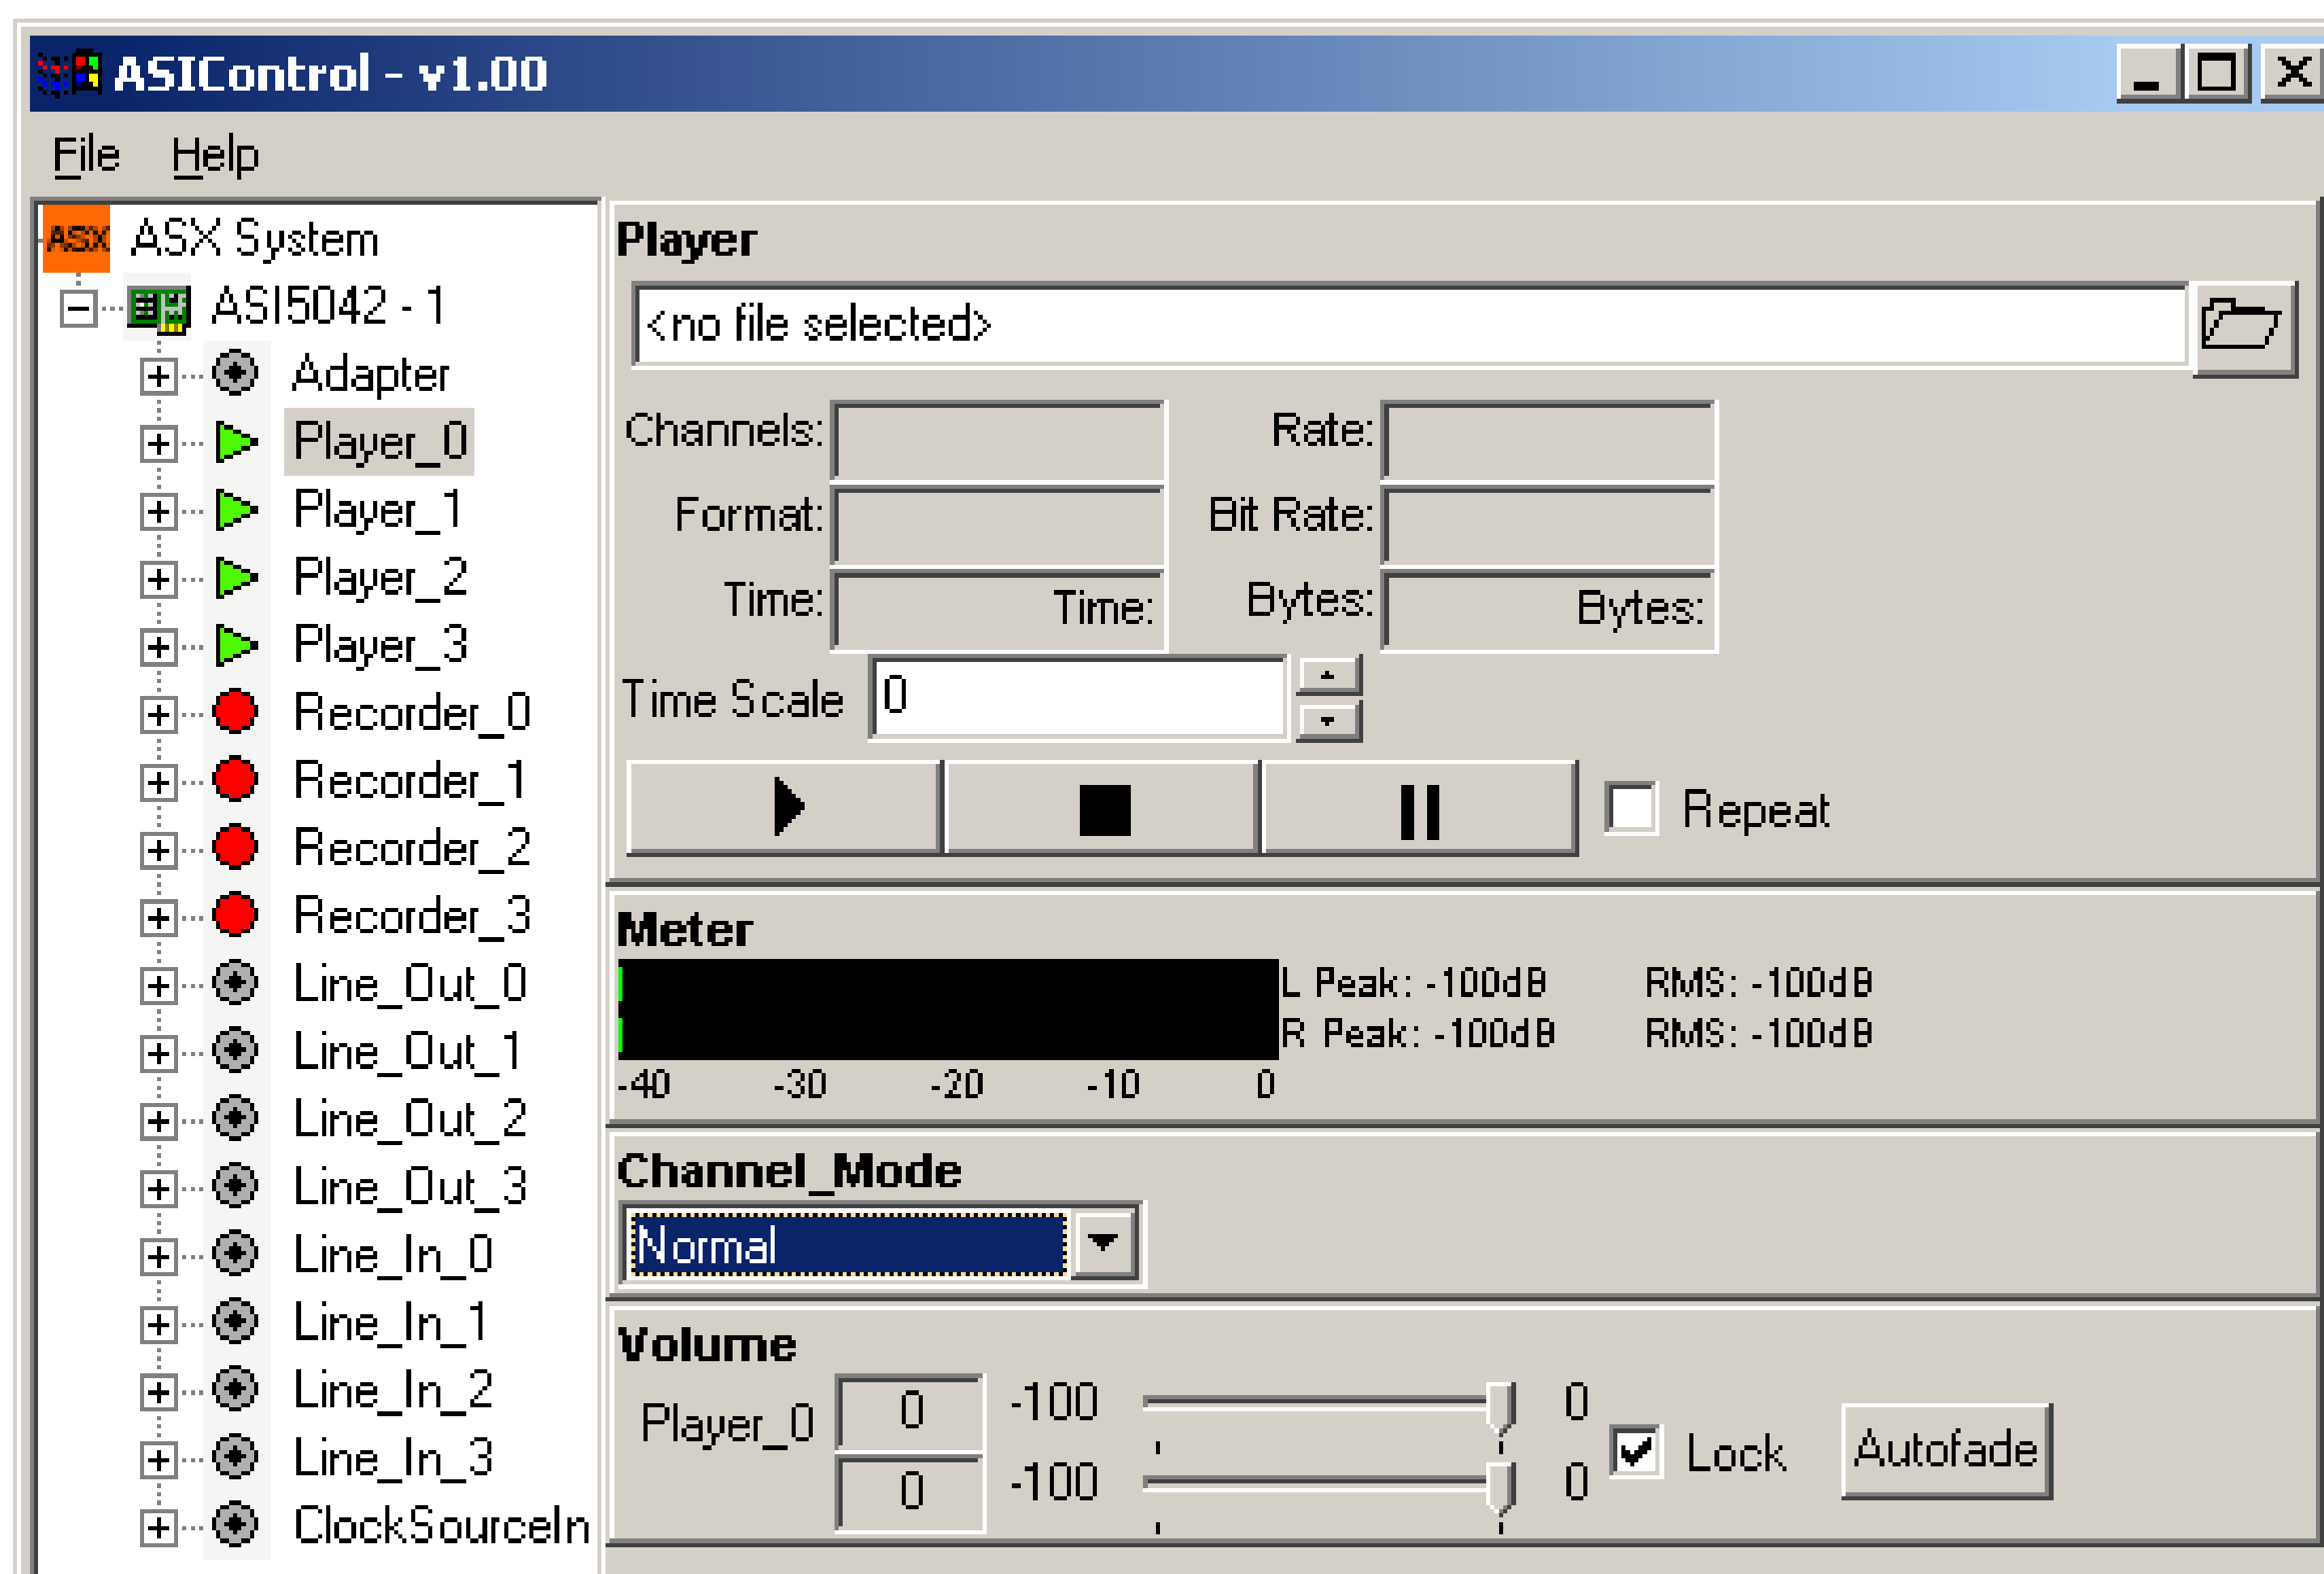 ASIControl - v1.00
File Help
ASX ASX System
ASI5042 - 1
Adapter
Player_0
Player_1
Player_2
Player_3
Recorder_0
Recorder_1
Recorder_2
Recorder_3
Line_Out_0
Line_Out_1
Line_Out_2
Line_Out_3
Line_In_0
Line_In_1
Line_In_2
Line_In_3
ClockSourceIn
Player
<no file selected>
Channels: Rate:
Format: Bit Rate:
Time: Time: Bytes: Bytes:
Time Scale 0
Repeat
Meter
L Peak: -100dB RMS: -100dB
R Peak: -100dB RMS: -100dB
-40 -30 -20 -10 0
Channel_Mode
Normal
Volume
Player_0 0 -100 0 Lock Autofade
0 -100 0